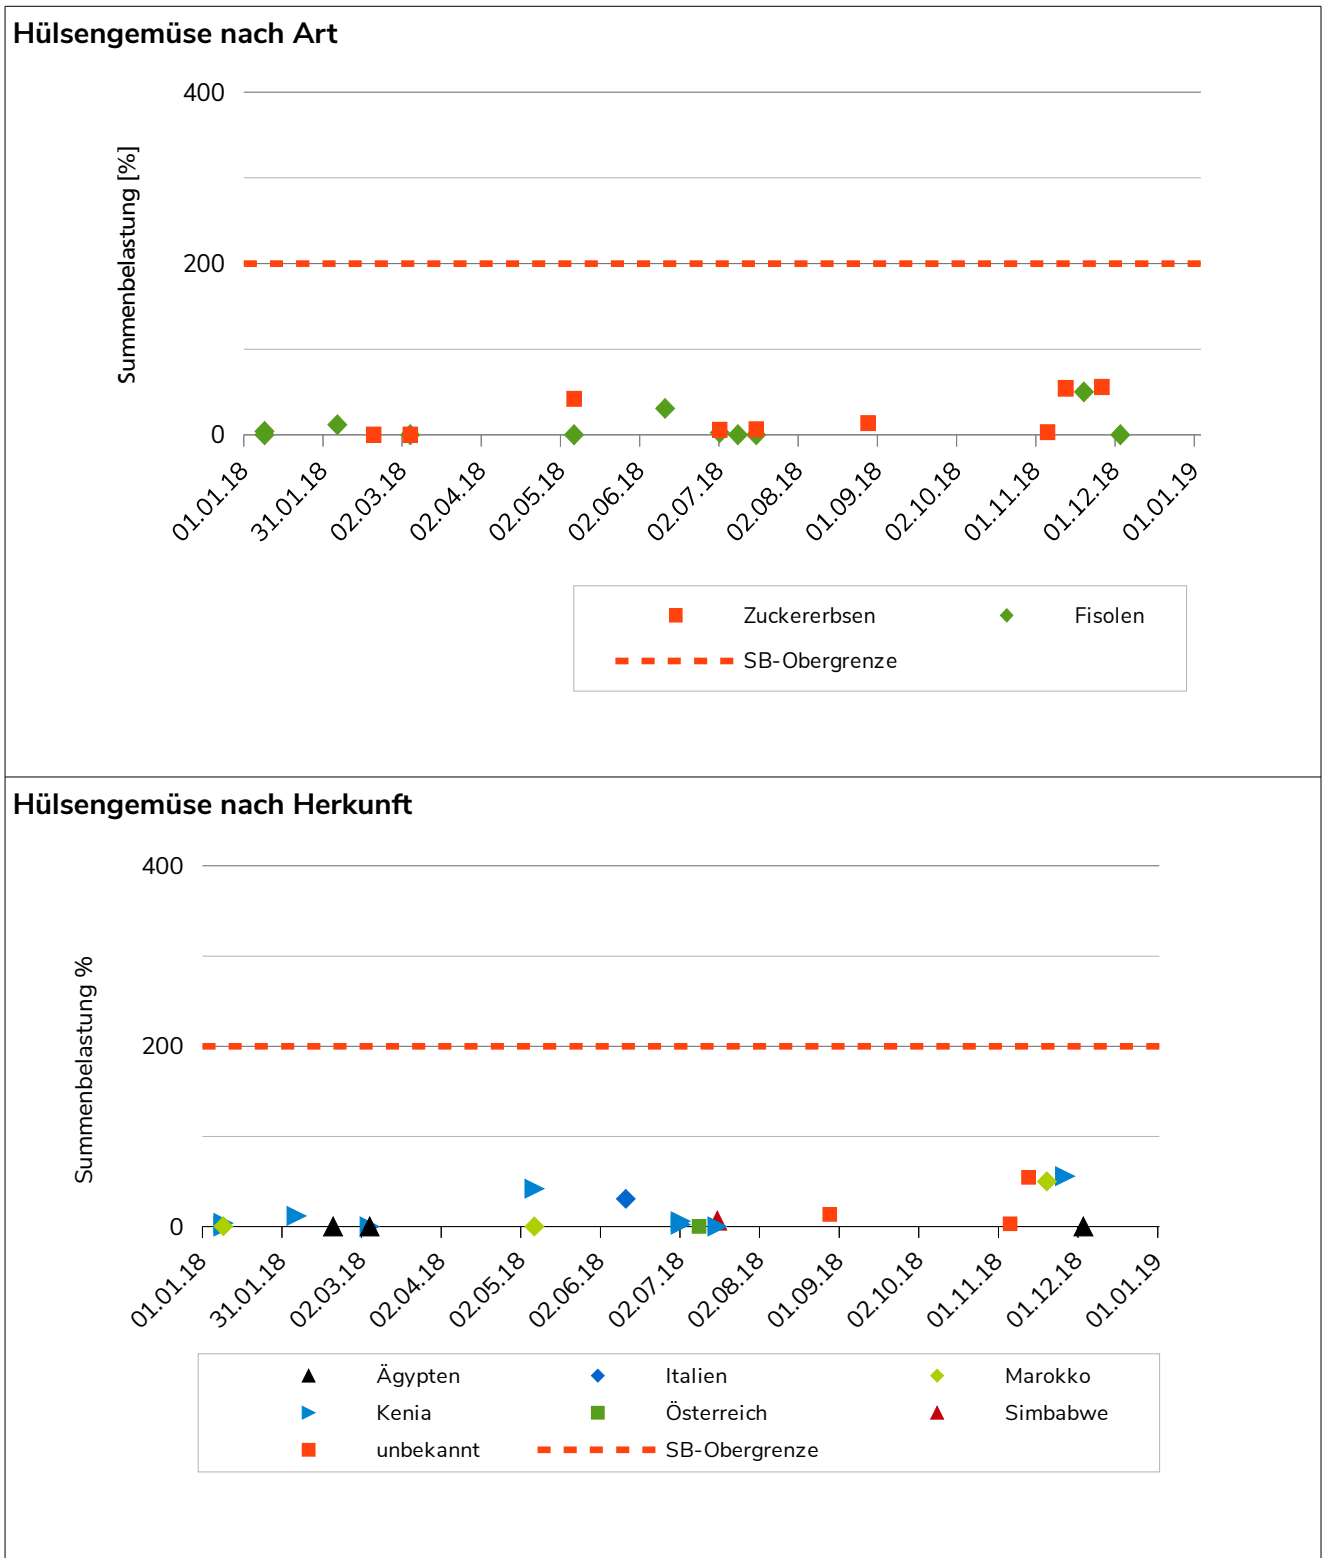 Hülsengemüse nach Art
400
Summenbelastung [%]
200
0
01.01.18
31.01.18
02.03.18
02.04.18
02.05.18
02.06.18
02.07.18
02.08.18
01.09.18
02.10.18
01.11.18
01.12.18
01.01.19
Zuckererbsen
Fisolen
SB-Obergrenze
Hülsengemüse nach Herkunft
400
Summenbelastung %
200
0
01.01.18
31.01.18
02.03.18
02.04.18
02.05.18
02.06.18
02.07.18
02.08.18
01.09.18
02.10.18
01.11.18
01.12.18
01.01.19
Ägypten
Italien
Marokko
Kenia
Österreich
Simbabwe
unbekannt
SB-Obergrenze